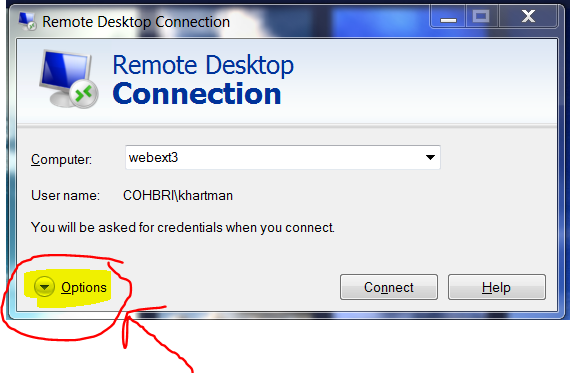 Remote Desktop Connection
Remote Desktop
Connection
Computer: webext3
User name: COHBRI\khartman
You will be asked for credentials when you connect.
Options Connect Help